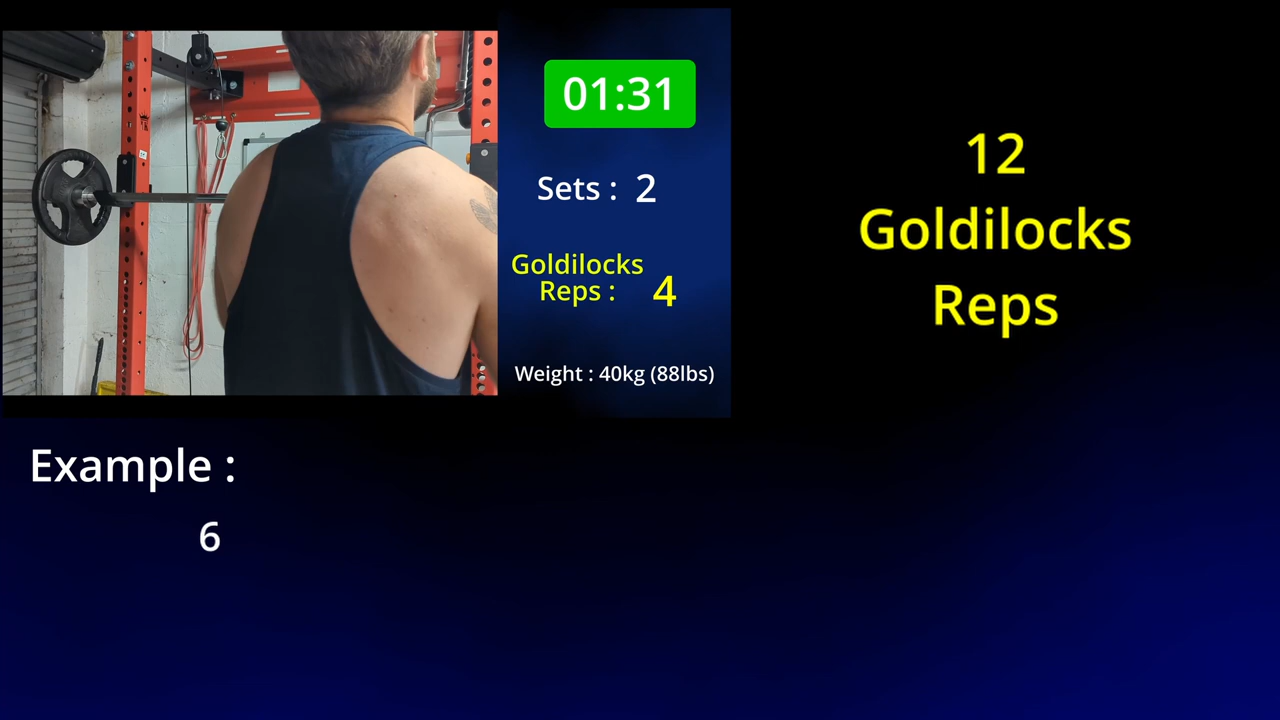 01:31
Sets : 2
Goldilocks
Reps : 4
Weight : 40kg (88lbs)
12
Goldilocks
Reps
Example :
6